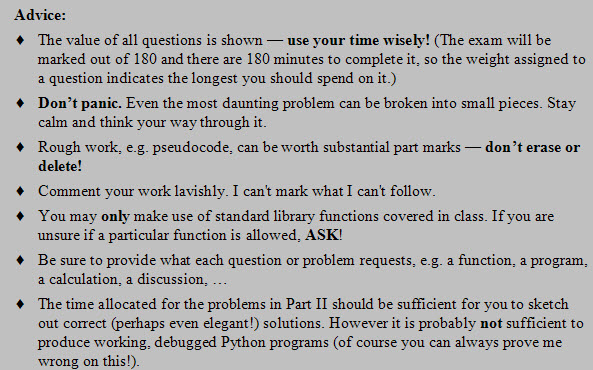 Advice:
♦ The value of all questions is shown — use your time wisely! (The exam will be
marked out of 180 and there are 180 minutes to complete it, so the weight assigned to
a question indicates the longest you should spend on it.)
♦ Don’t panic. Even the most daunting problem can be broken into small pieces. Stay
calm and think your way through it.
♦ Rough work, e.g. pseudocode, can be worth substantial part marks — don’t erase or
delete!
♦ Comment your work lavishly. I can't mark what I can't follow.
♦ You may only make use of standard library functions covered in class. If you are
unsure if a particular function is allowed, ASK!
♦ Be sure to provide what each question or problem requests, e.g. a function, a program,
a calculation, a discussion, …
♦ The time allocated for the problems in Part II should be sufficient for you to sketch
out correct (perhaps even elegant!) solutions. However it is probably not sufficient to
produce working, debugged Python programs (of course you can always prove me
wrong on this!).